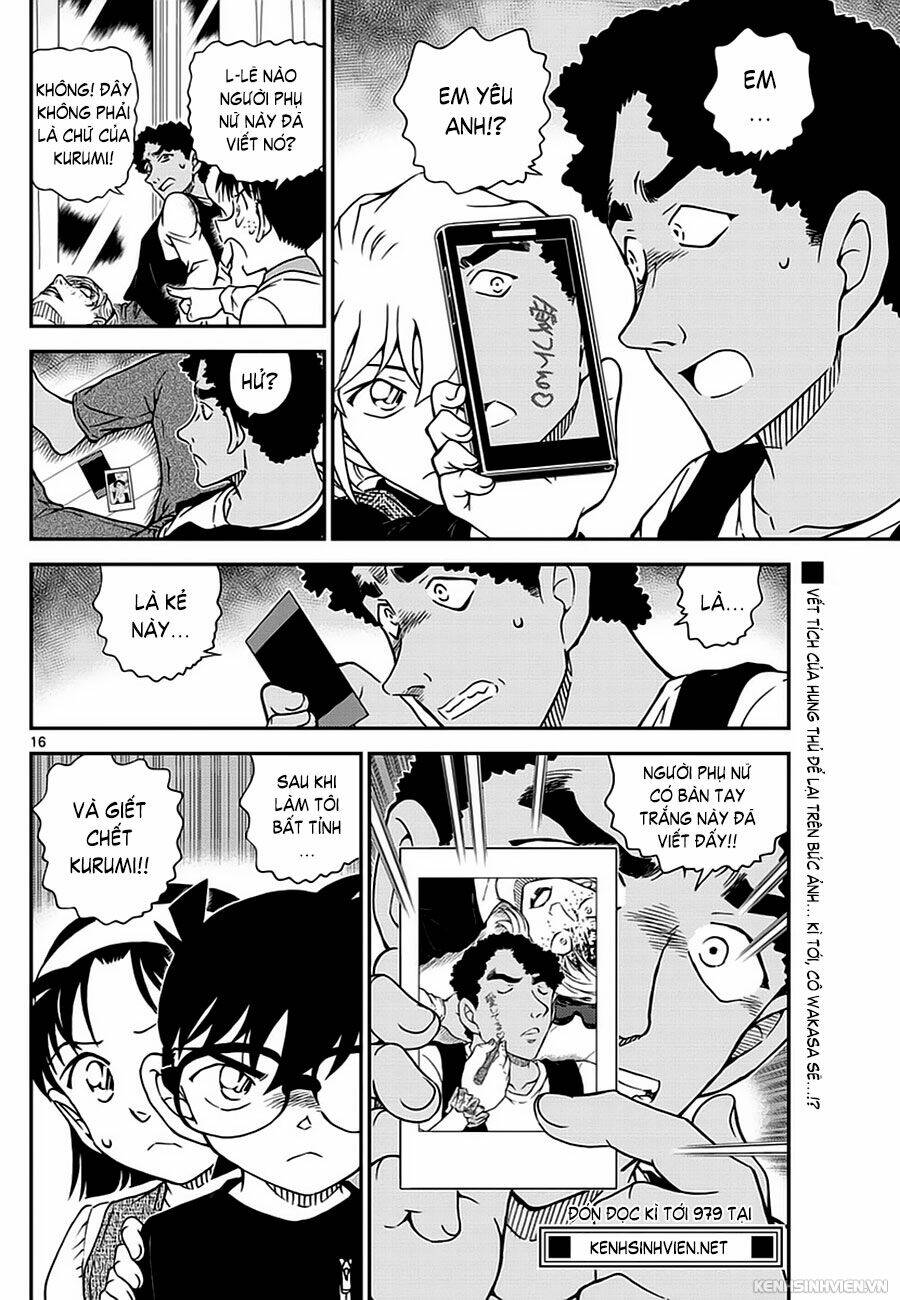 EM
...
EM YÊU
ANH!?
L-LẼ NÀO
NGƯỜI PHỤ
NỮ NÀY ĐÃ
VIẾT NÓ?
KHÔNG! ĐÂY
KHÔNG PHẢI
LÀ CHỮ CỦA
KURUMI!
HỬ?
LÀ...
LÀ KẺ
NÀY...
VẾT TÍCH CỦA HUNG THỦ ĐỂ LẠI TRÊN BỨC ẢNH... KÌ TỚI, CÔ WAKASA SẼ...!?
16
NGƯỜI PHỤ NỮ
CÓ BÀN TAY
TRẮNG NÀY ĐÃ
VIẾT ĐẤY!!
SAU KHI
LÀM TÔI
BẤT TỈNH
...
VÀ GIẾT
CHẾT
KURUMI!!
ĐÓN ĐỌC KÌ TỚI 979 TẠI
KENHSINHVIEN.NET
KENHSINHVIEN.VN